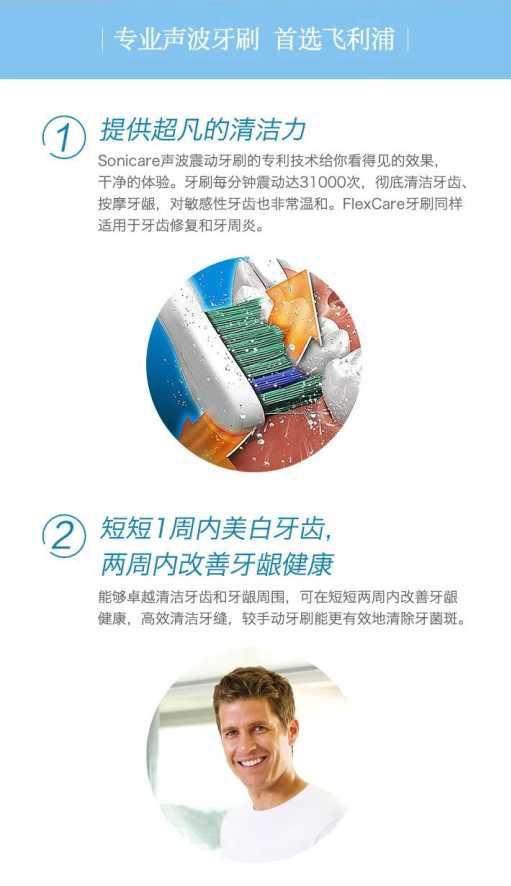 专业声波牙刷 首选飞利浦
1 提供超凡的清洁力
Sonicare声波震动牙刷的专利技术给你看得见的效果，
干净的体验。牙刷每分钟震动达31000次，彻底清洁牙齿、
按摩牙龈，对敏感性牙齿也非常温和。FlexCare牙刷同样
适用于牙齿修复和牙周炎。
2 短短1周内美白牙齿，
两周内改善牙龈健康
能够卓越清洁牙齿和牙龈周围，可在短短两周内改善牙龈
健康，高效清洁牙缝，较手动牙刷能更有效地清除牙菌斑。